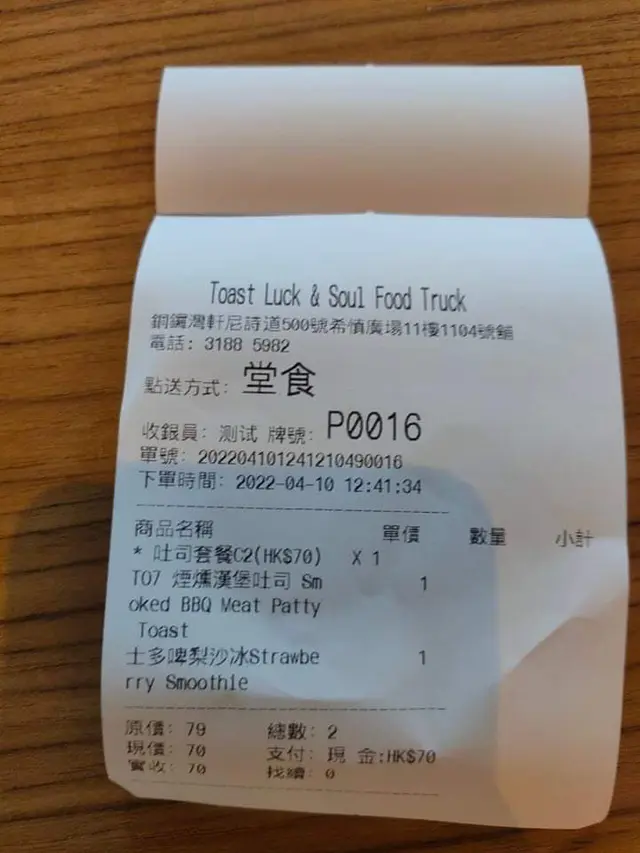 Toast Luck & Soul Food Truck
銅鑼灣軒尼詩道500號希慎廣場11樓1104號舖
電話: 3188 5982
點送方式: 堂食
收銀員: 测试 牌號: P0016
單號: 202204101241210490016
下單時間: 2022-04-10 12:41:34
商品名稱 單價 數量 小計
* 吐司套餐C2(HK$70) X 1
T07 煙燻漢堡吐司 Sm 1
oked BBQ Meat Patty
Toast
士多啤梨沙冰Strawbe 1
rry Smoothie
原價: 79 總數: 2
現價: 70 支付: 現 金:HK$70
實收: 70 找續: 0